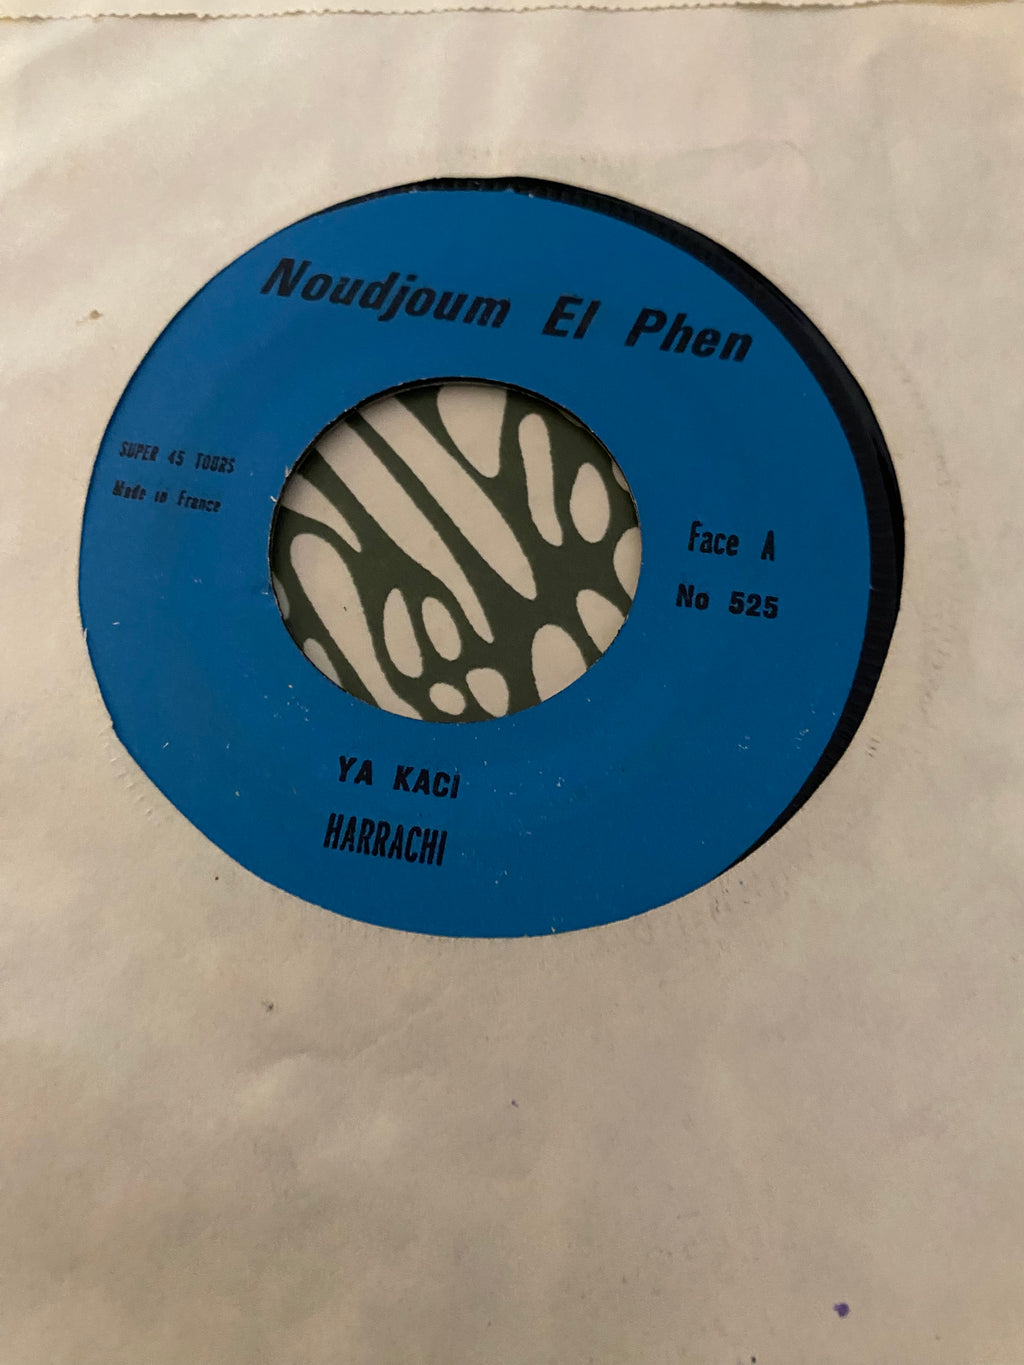 Noudjoum El Phen
SUPER 45 TOURS
Made in France
Face A
No 525
YA KACI
HARRACHI